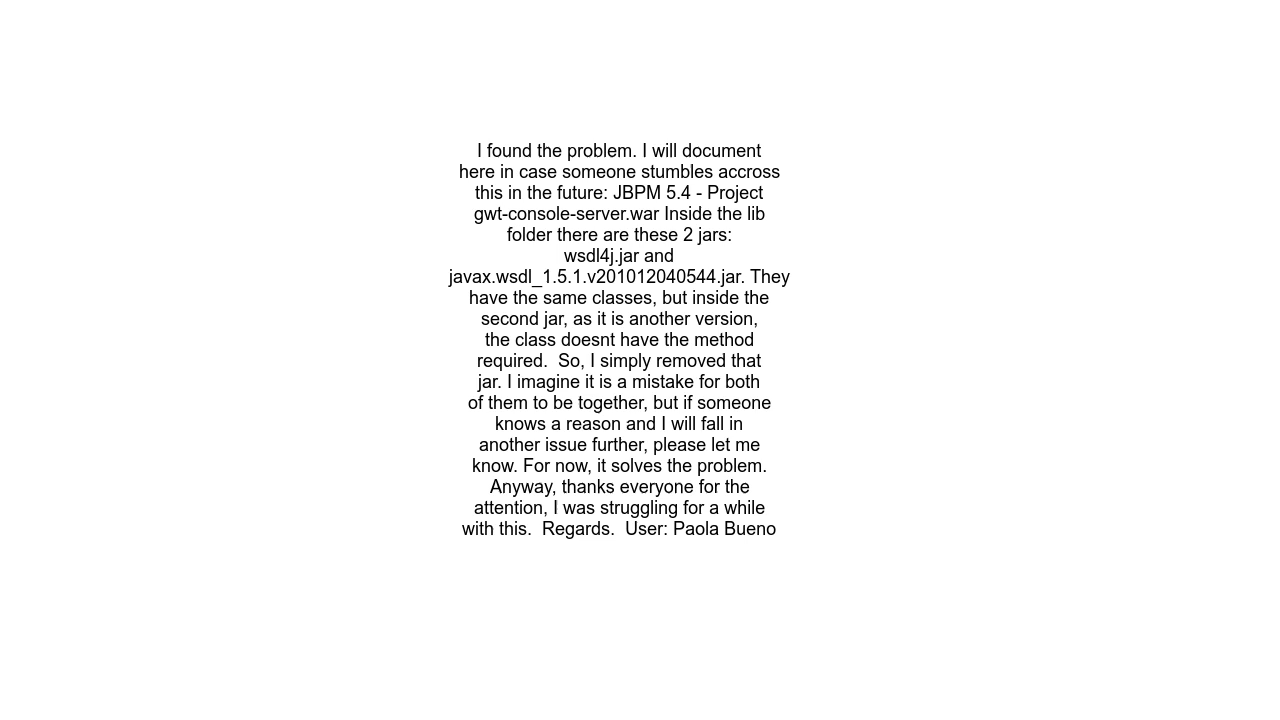 I found the problem. I will document
here in case someone stumbles accross
this in the future: JBPM 5.4 - Project
gwt-console-server.war Inside the lib
folder there are these 2 jars:
wsdl4j.jar and
javax.wsdl_1.5.1.v201012040544.jar. They
have the same classes, but inside the
second jar, as it is another version,
the class doesnt have the method
required.  So, I simply removed that
jar. I imagine it is a mistake for both
of them to be together, but if someone
knows a reason and I will fall in
another issue further, please let me
know. For now, it solves the problem.
Anyway, thanks everyone for the
attention, I was struggling for a while
with this.  Regards.  User: Paola Bueno